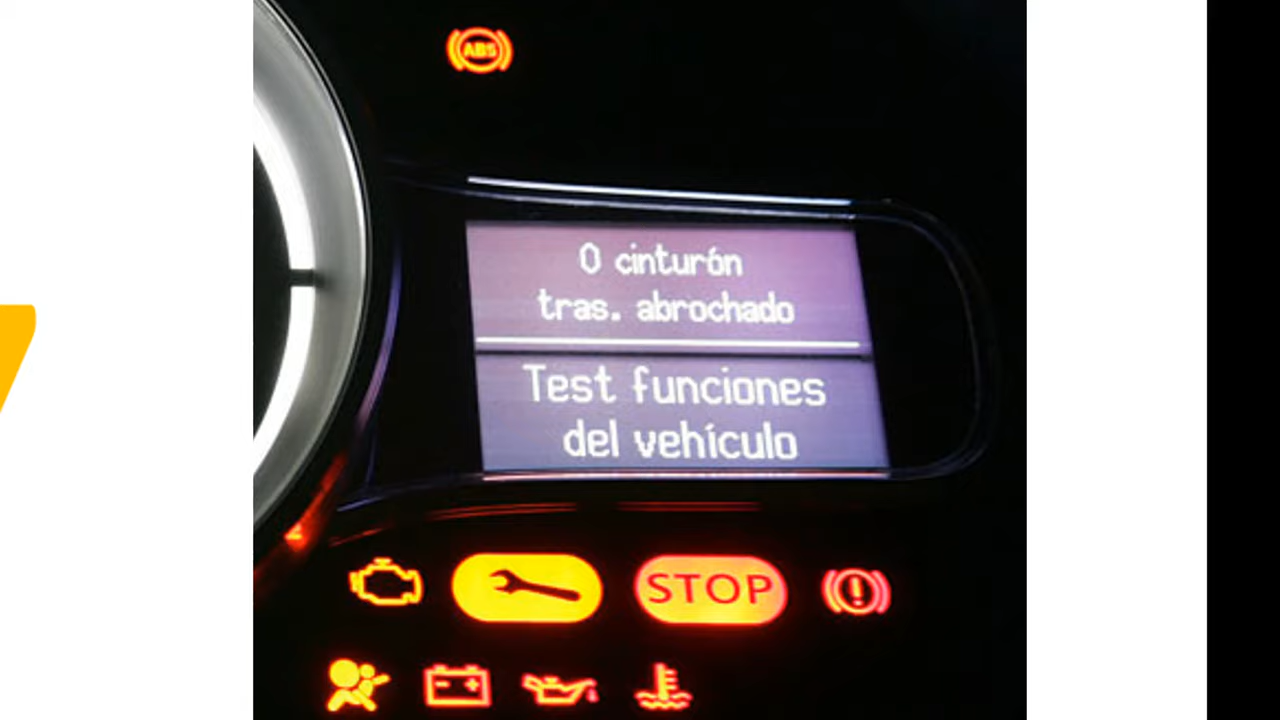 ABS
0 cinturón
tras. abrochado
Test funciones
del vehículo
STOP